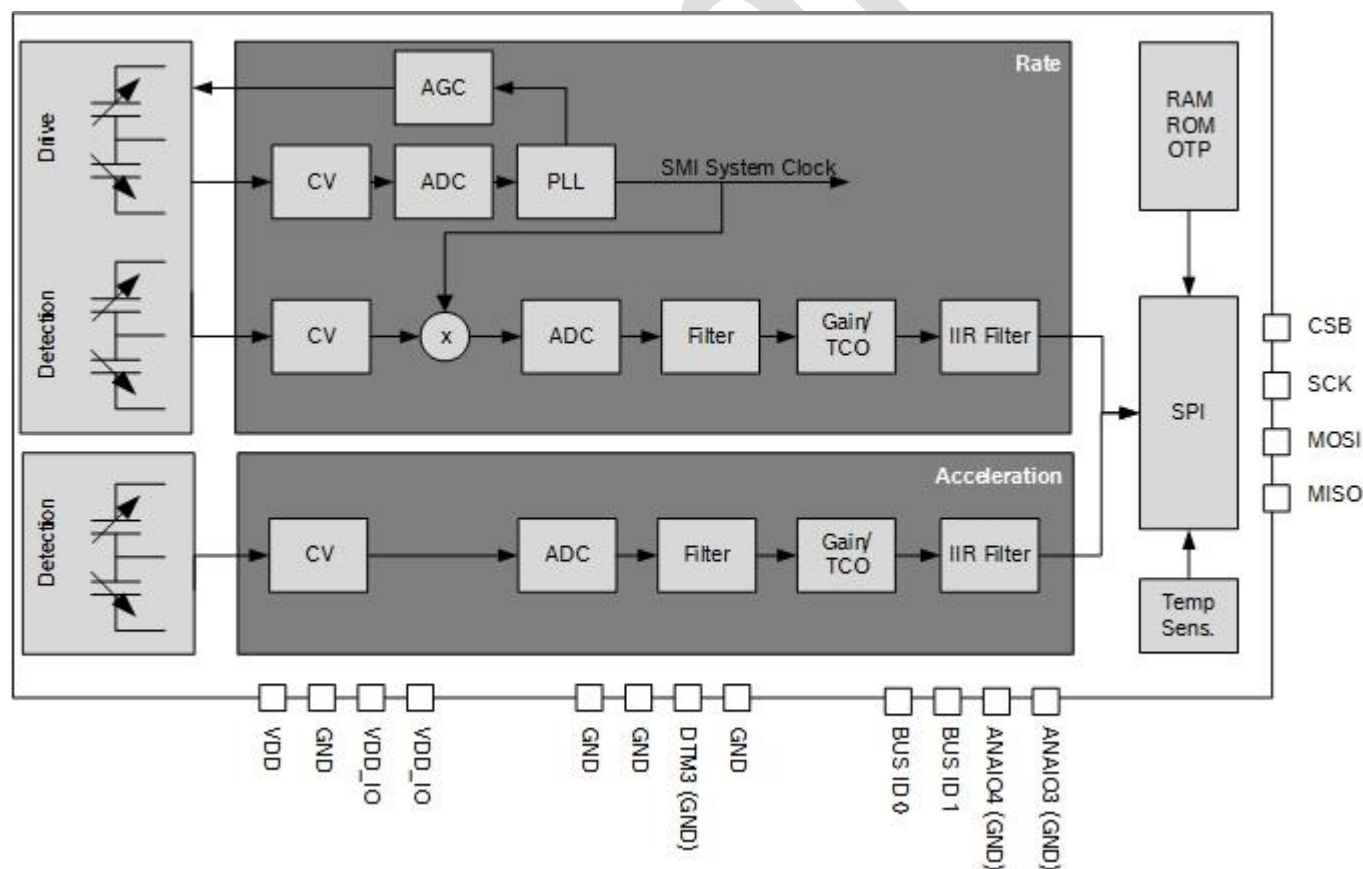 Rate
AGC
Drive
CV
ADC
PLL
SMI System Clock
RAM
ROM
OTP
Detection
CV
x
ADC
Filter
Gain/
TCO
IIR Filter
SPI
CSB
SCK
MOSI
MISO
Acceleration
Detection
CV
ADC
Filter
Gain/
TCO
IIR Filter
Temp
Sens.
VDD
GND
VDD_IO
VDD_IO
GND
GND
DTM3 (GND)
GND
BUS ID 0
BUS ID 1
ANAIO4 (GND)
ANAIO3 (GND)